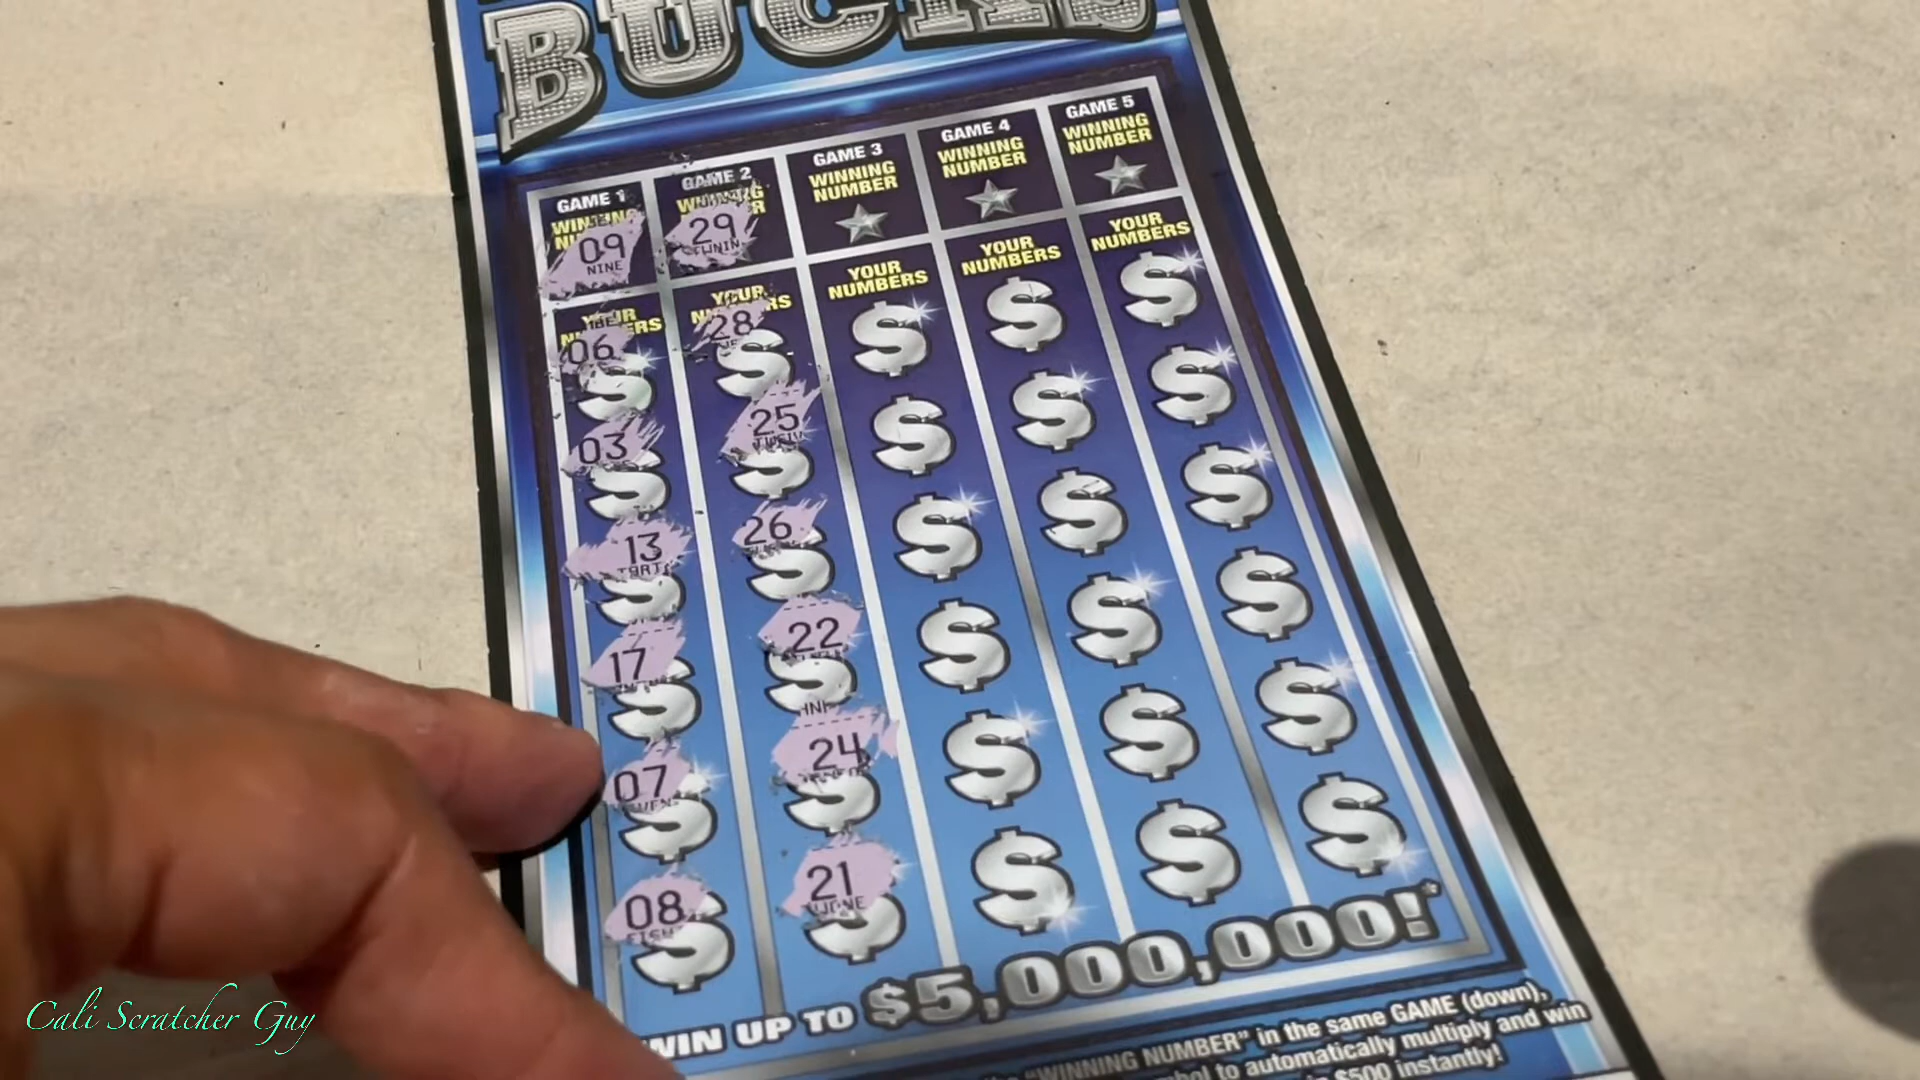 BUCKS
GAME 1
09
NINE
GAME 2
29
GAME 3
WINNING
NUMBER
GAME 4
WINNING
NUMBER
GAME 5
WINNING
NUMBER
06
03
13
17
07
08
28
25
26
22
24
21
YOUR
NUMBERS
YOUR
NUMBERS
YOUR
NUMBERS
WIN UP TO $5,000,000!*
"WINNING NUMBER" in the same GAME (down),
to automatically multiply and win
$500 instantly!
Cali Scratcher Guy